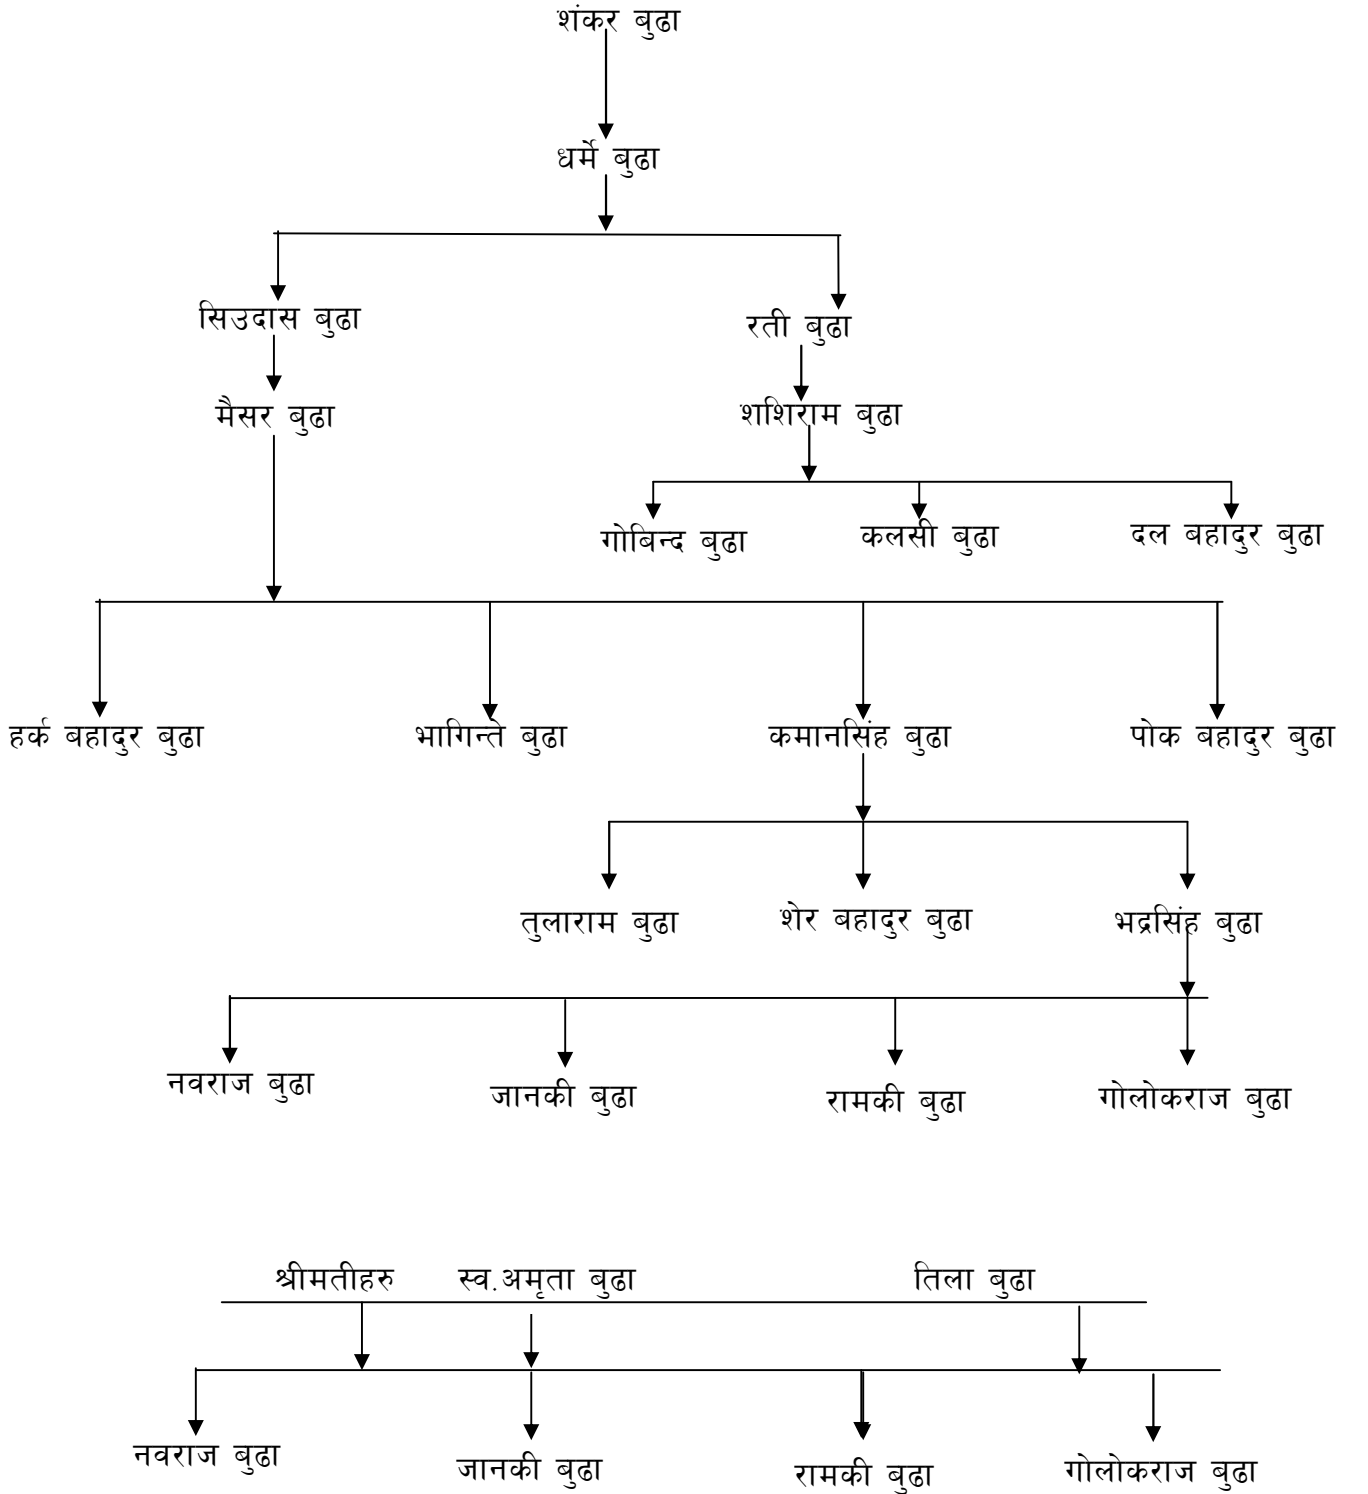 शंकर बुढा
धर्मे बुढा
सिउदास बुढा रती बुढा
मैसर बुढा शशिराम बुढा
गोबिन्द बुढा कलसी बुढा दल बहादुर बुढा
हर्क बहादुर बुढा भागिन्ते बुढा कमानसिंह बुढा पोक बहादुर बुढा
तुलाराम बुढा शेर बहादुर बुढा भद्रसिंह बुढा
नवराज बुढा जानकी बुढा रामकी बुढा गोलोकराज बुढा
श्रीमतीहरु स्व.अमृता बुढा तिला बुढा
नवराज बुढा जानकी बुढा रामकी बुढा गोलोकराज बुढा